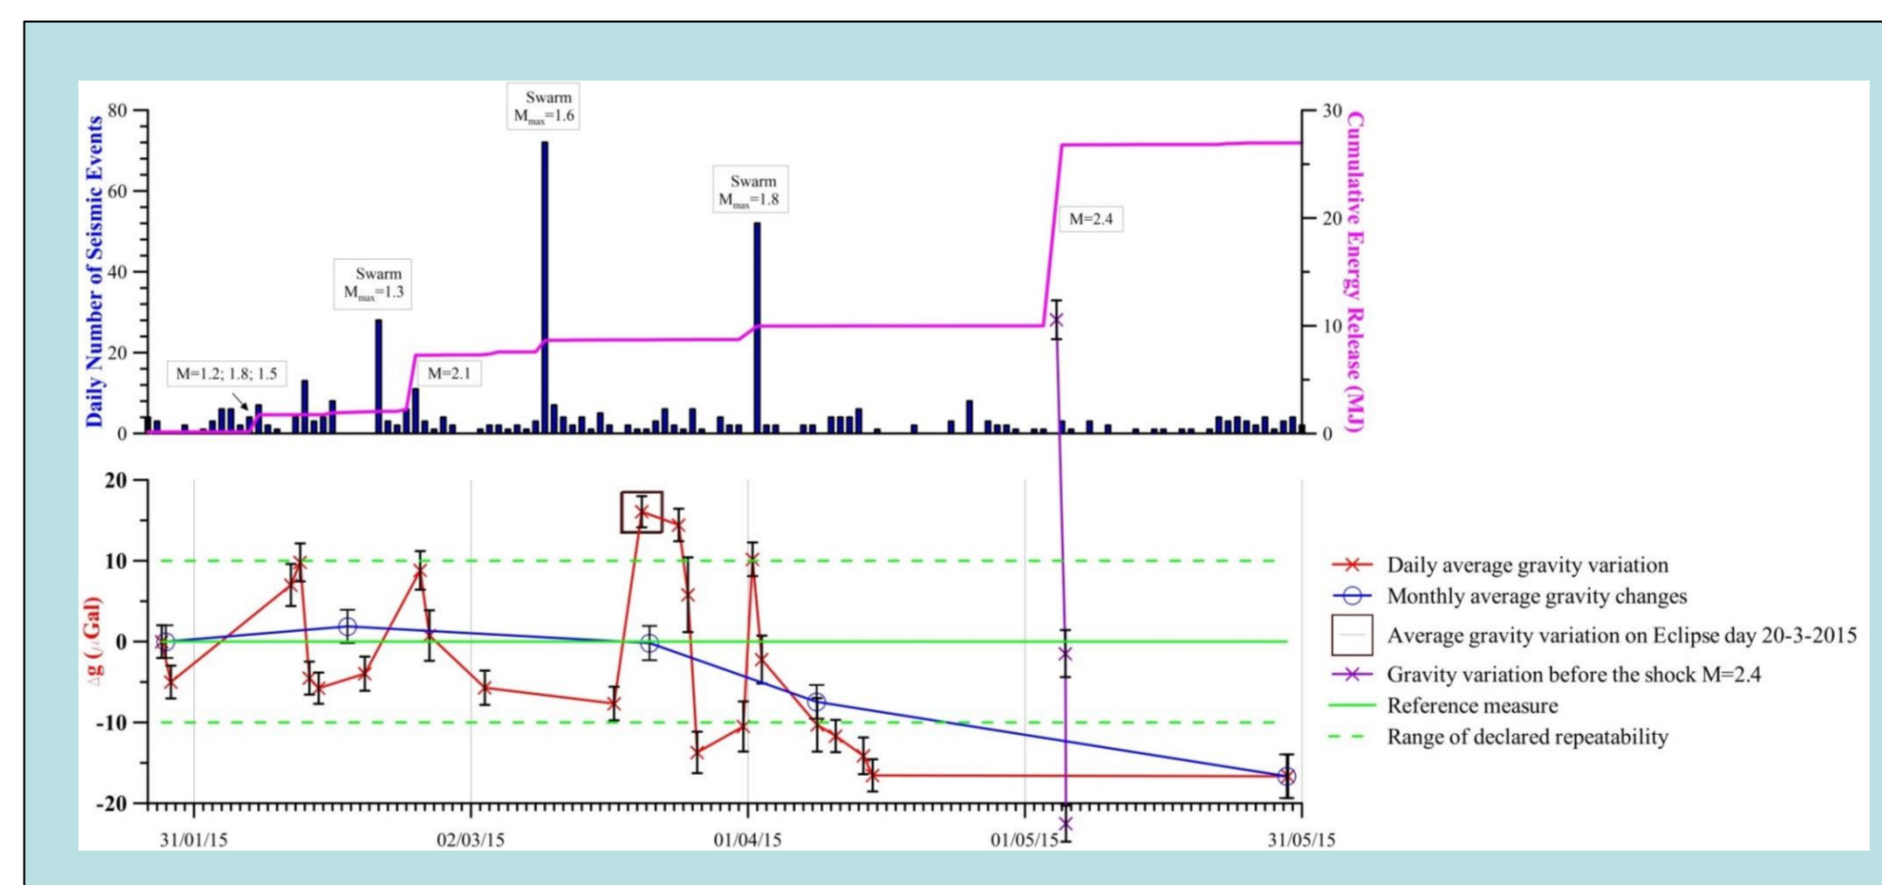 Swarm
Mmax=1.6
Swarm
Mmax=1.8
Swarm
Mmax=1.3
M=1.2; 1.8; 1.5
M=2.1
M=2.4
80
60
40
20
0
Daily Number of Seismic Events
30
20
10
0
Cumulative Energy Release (MJ)
20
10
0
-10
-20
Δg (μGal)
31/01/15
02/03/15
01/04/15
01/05/15
31/05/15
Daily average gravity variation
Monthly average gravity changes
Average gravity variation on Eclipse day 20-3-2015
Gravity variation before the shock M=2.4
Reference measure
Range of declared repeatability